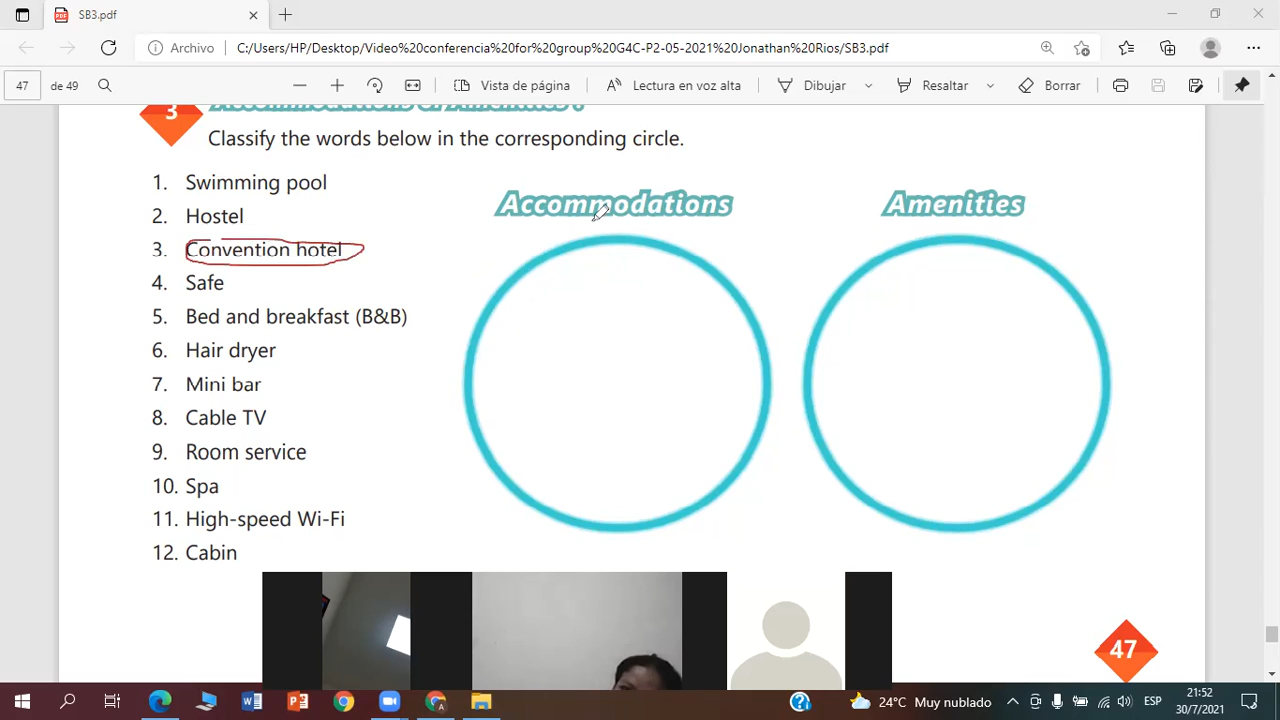 SB3.pdf
Archivo
C:/Users/HP/Desktop/Video%20conferencia%20for%20group%20G4C-P2-05-2021%20Jonathan%20Rios/SB3.pdf
47 de 49
Vista de página
Lectura en voz alta
Dibujar
Resaltar
Borrar
3
Accommodations or Amenities?
Classify the words below in the corresponding circle.
1. Swimming pool
2. Hostel
3. Convention hotel
4. Safe
5. Bed and breakfast (B&B)
6. Hair dryer
7. Mini bar
8. Cable TV
9. Room service
10. Spa
11. High-speed Wi-Fi
12. Cabin
Accommodations
Amenities
47
24°C Muy nublado
ESP
21:52
30/7/2021